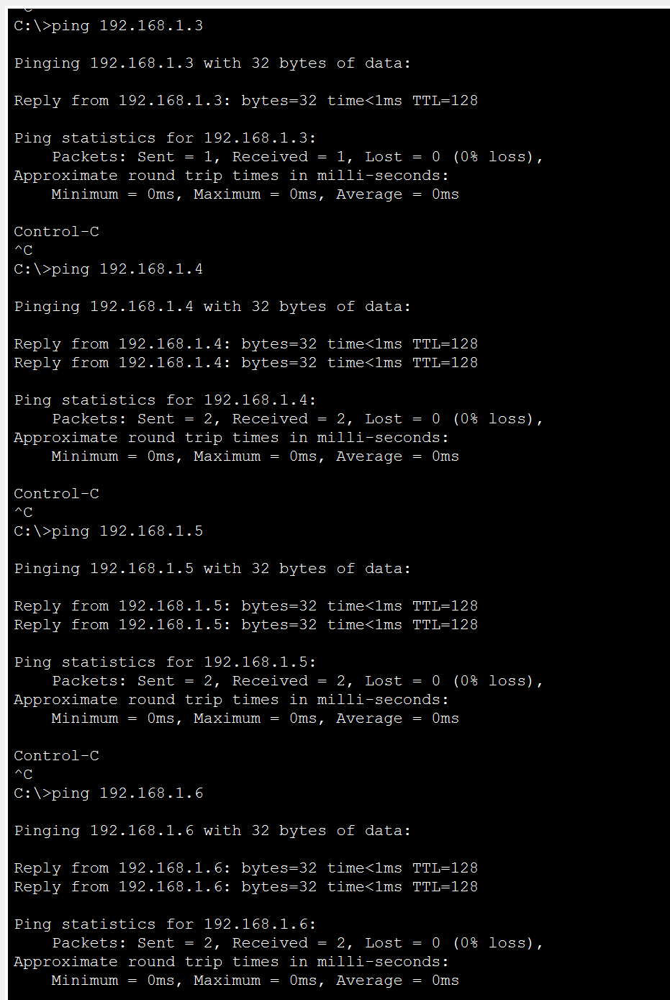 ^C
C:\>ping 192.168.1.3
Pinging 192.168.1.3 with 32 bytes of data:
Reply from 192.168.1.3: bytes=32 time<1ms TTL=128
Ping statistics for 192.168.1.3:
    Packets: Sent = 1, Received = 1, Lost = 0 (0% loss),
Approximate round trip times in milli-seconds:
    Minimum = 0ms, Maximum = 0ms, Average = 0ms
Control-C
^C
C:\>ping 192.168.1.4
Pinging 192.168.1.4 with 32 bytes of data:
Reply from 192.168.1.4: bytes=32 time<1ms TTL=128
Reply from 192.168.1.4: bytes=32 time<1ms TTL=128
Ping statistics for 192.168.1.4:
    Packets: Sent = 2, Received = 2, Lost = 0 (0% loss),
Approximate round trip times in milli-seconds:
    Minimum = 0ms, Maximum = 0ms, Average = 0ms
Control-C
^C
C:\>ping 192.168.1.5
Pinging 192.168.1.5 with 32 bytes of data:
Reply from 192.168.1.5: bytes=32 time<1ms TTL=128
Reply from 192.168.1.5: bytes=32 time<1ms TTL=128
Ping statistics for 192.168.1.5:
    Packets: Sent = 2, Received = 2, Lost = 0 (0% loss),
Approximate round trip times in milli-seconds:
    Minimum = 0ms, Maximum = 0ms, Average = 0ms
Control-C
^C
C:\>ping 192.168.1.6
Pinging 192.168.1.6 with 32 bytes of data:
Reply from 192.168.1.6: bytes=32 time<1ms TTL=128
Reply from 192.168.1.6: bytes=32 time<1ms TTL=128
Ping statistics for 192.168.1.6:
    Packets: Sent = 2, Received = 2, Lost = 0 (0% loss),
Approximate round trip times in milli-seconds:
    Minimum = 0ms, Maximum = 0ms, Average = 0ms